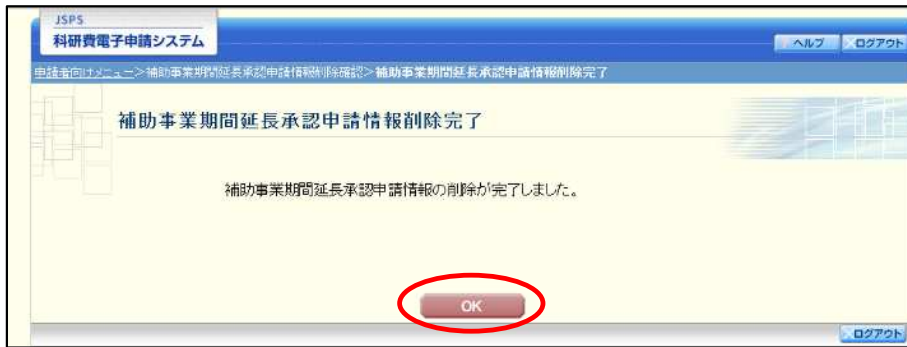 JSPS
科研費電子申請システム
ヘルプ ログアウト
申請者向けメニュー>補助事業期間延長承認申請情報削除確認>補助事業期間延長承認申請情報削除完了
補助事業期間延長承認申請情報削除完了
補助事業期間延長承認申請情報の削除が完了しました。
OK
ログアウト